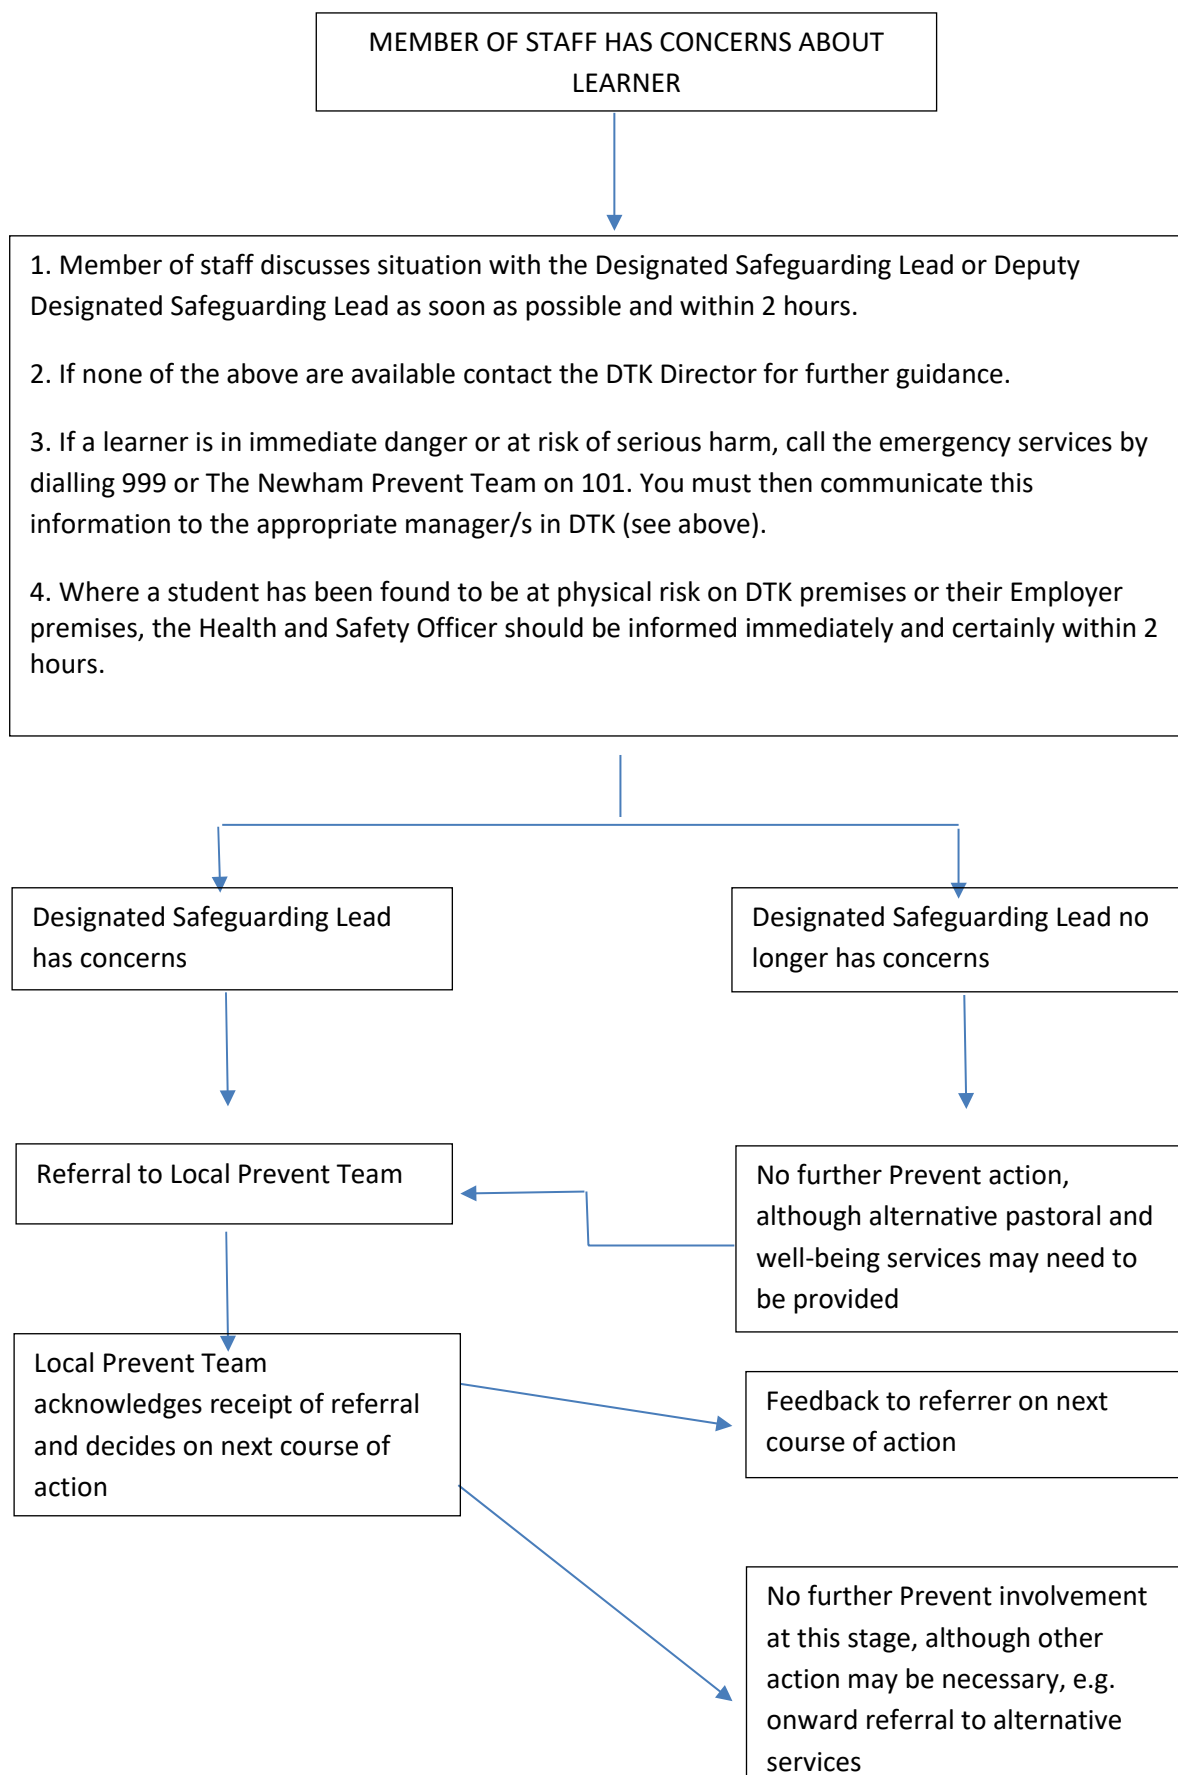 MEMBER OF STAFF HAS CONCERNS ABOUT
LEARNER
1. Member of staff discusses situation with the Designated Safeguarding Lead or Deputy
Designated Safeguarding Lead as soon as possible and within 2 hours.
2. If none of the above are available contact the DTK Director for further guidance.
3. If a learner is in immediate danger or at risk of serious harm, call the emergency services by
dialling 999 or The Newham Prevent Team on 101. You must then communicate this
information to the appropriate manager/s in DTK (see above).
4. Where a student has been found to be at physical risk on DTK premises or their Employer
premises, the Health and Safety Officer should be informed immediately and certainly within 2
hours.
Designated Safeguarding Lead
has concerns
Designated Safeguarding Lead no
longer has concerns
Referral to Local Prevent Team
No further Prevent action,
although alternative pastoral and
well-being services may need to
be provided
Local Prevent Team
acknowledges receipt of referral
and decides on next course of
action
Feedback to referrer on next
course of action
No further Prevent involvement
at this stage, although other
action may be necessary, e.g.
onward referral to alternative
services